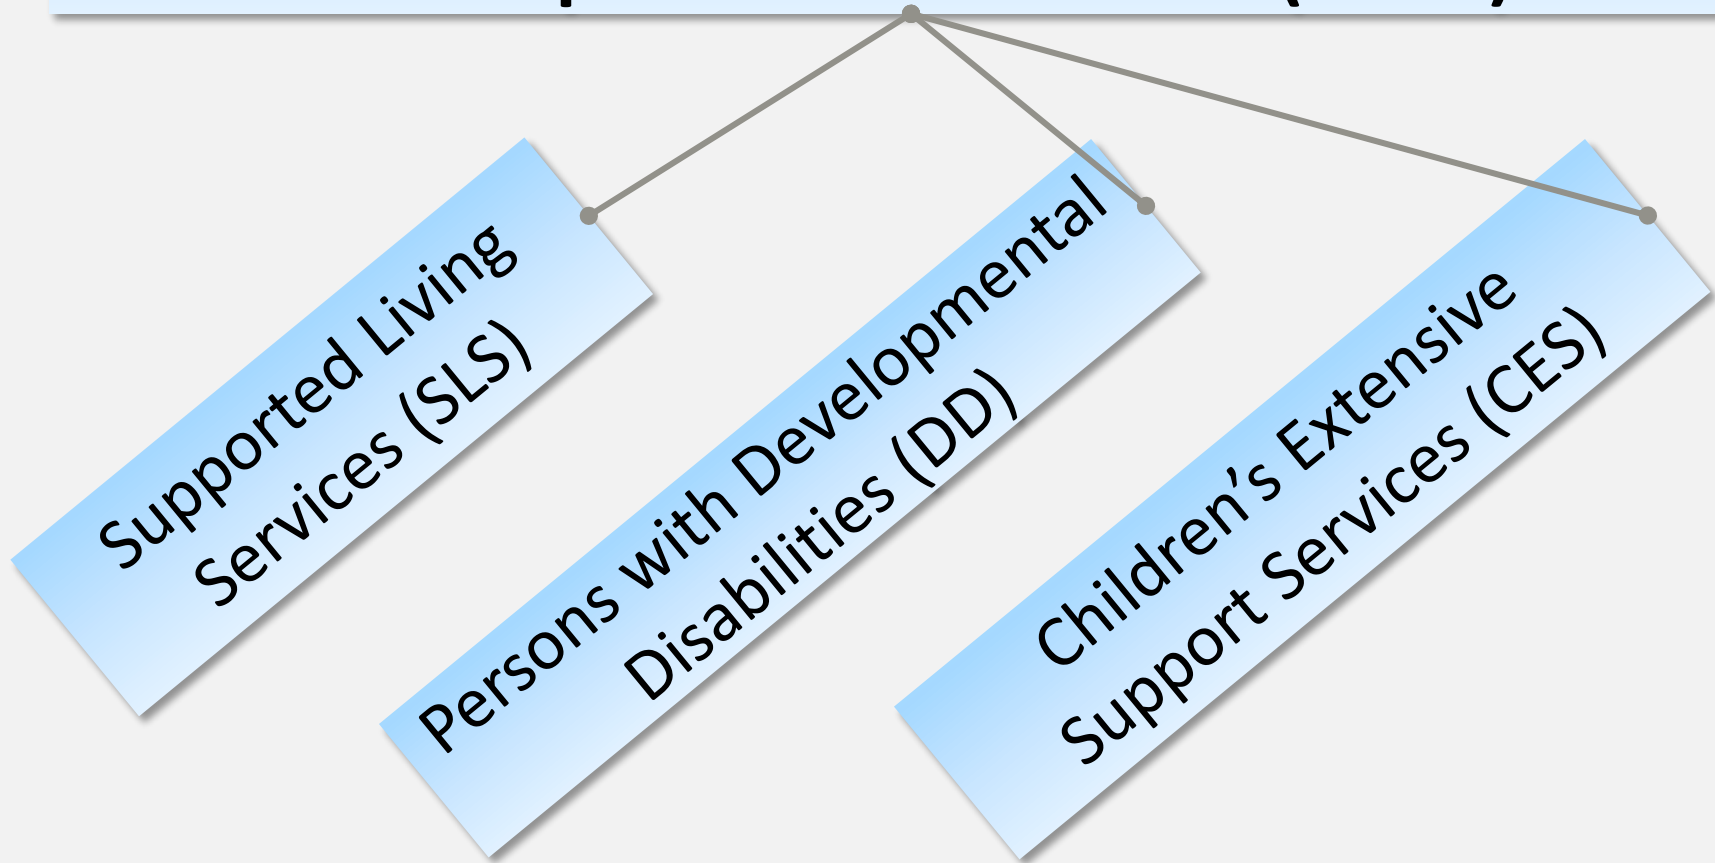 Supported Living
Services (SLS)
Persons with Developmental
Disabilities (DD)
Children’s Extensive
Support Services (CES)